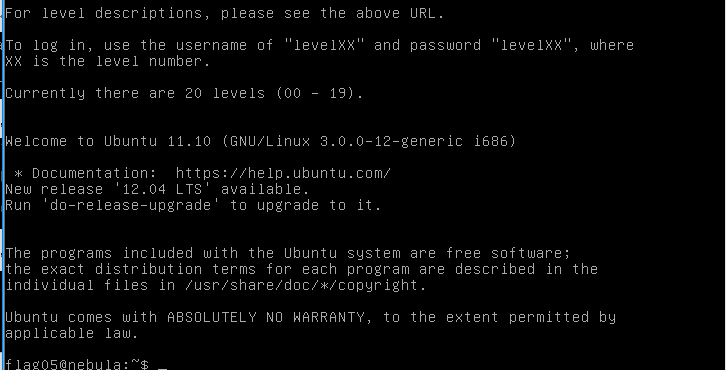 For level descriptions, please see the above URL.
To log in, use the username of "levelXX" and password "levelXX", where
XX is the level number.
Currently there are 20 levels (00 - 19).
Welcome to Ubuntu 11.10 (GNU/Linux 3.0.0-12-generic i686)
* Documentation:  https://help.ubuntu.com/
New release '12.04 LTS' available.
Run 'do-release-upgrade' to upgrade to it.
The programs included with the Ubuntu system are free software;
the exact distribution terms for each program are described in the
individual files in /usr/share/doc/*/copyright.
Ubuntu comes with ABSOLUTELY NO WARRANTY, to the extent permitted by
applicable law.
flag05@nebula:~$ _